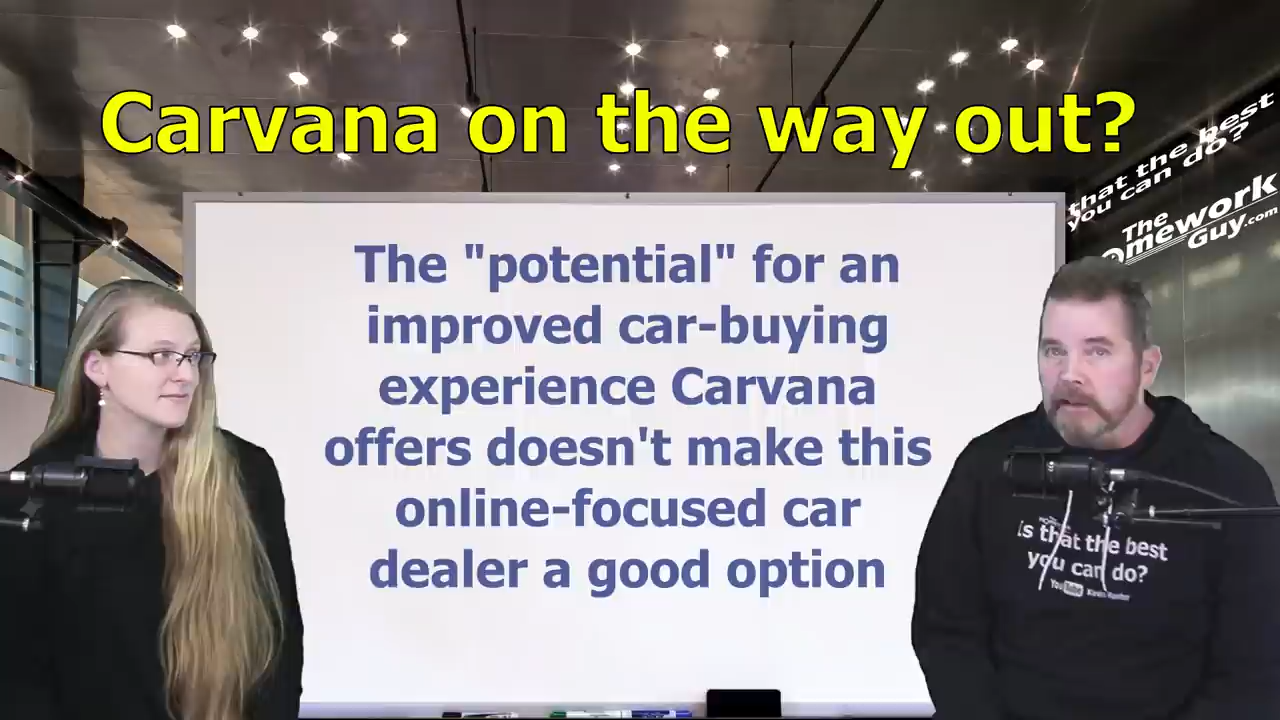 Carvana on the way out?
that the best
you can do?
The
mework
Guy.com
The "potential" for an
improved car-buying
experience Carvana
offers doesn't make this
online-focused car
dealer a good option
Is that the best
you can do?
YouTube